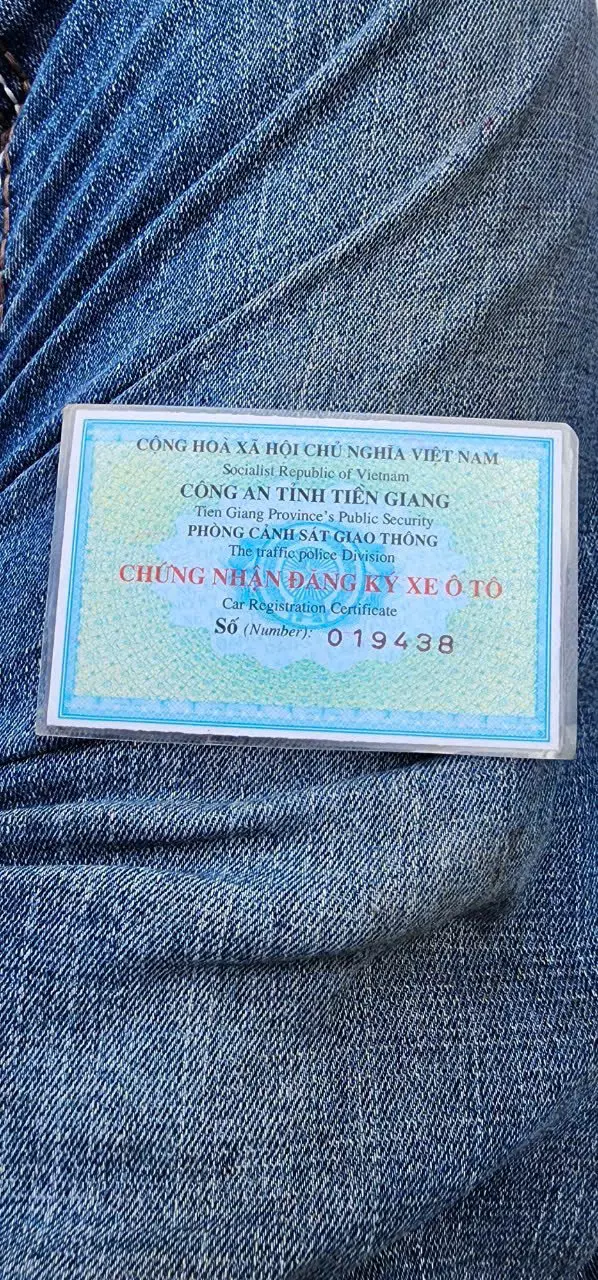 CỘNG HOÀ XÃ HỘI CHỦ NGHĨA VIỆT NAM
Socialist Republic of Vietnam
CÔNG AN TỈNH TIỀN GIANG
Tien Giang Province's Public Security
PHÒNG CẢNH SÁT GIAO THÔNG
The traffic police Division
CHỨNG NHẬN ĐĂNG KÝ XE Ô TÔ
Car Registration Certificate
Số (Number): 019438